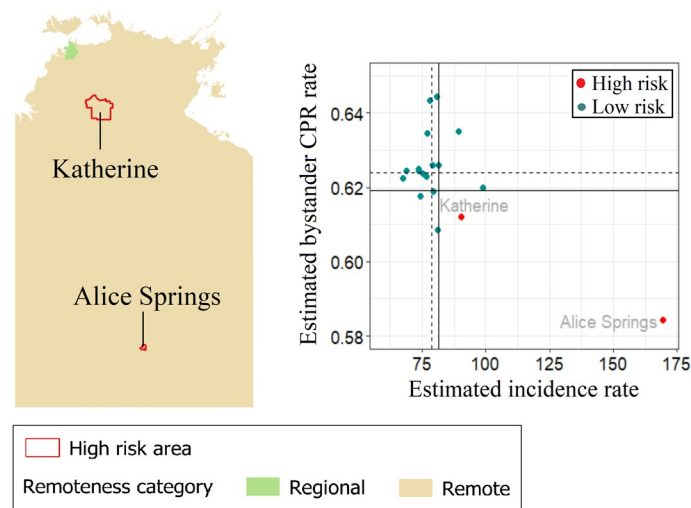 Katherine
Alice Springs
Estimated bystander CPR rate
0.64
0.62
0.60
0.58
High risk
Low risk
Katherine
Alice Springs
75
100
125
150
175
Estimated incidence rate
High risk area
Remoteness category
Regional
Remote